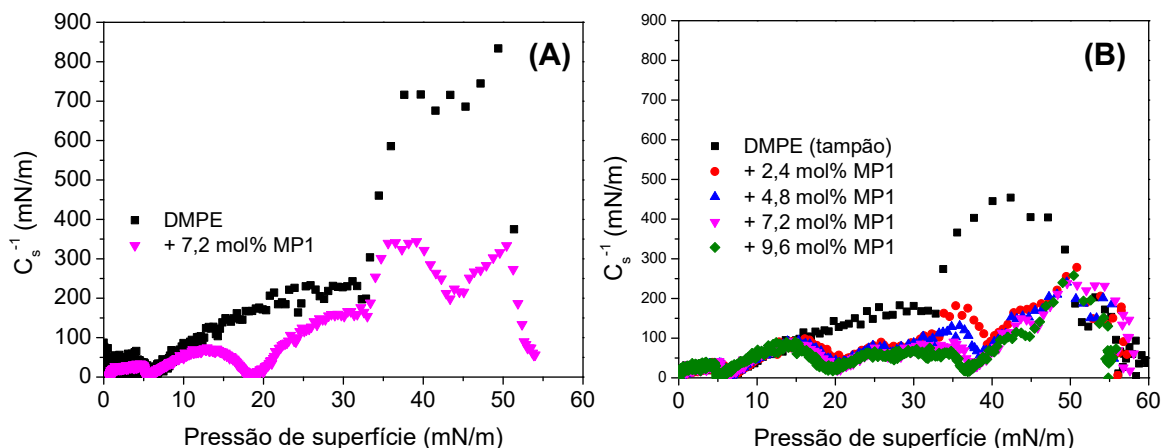 (A)
900
800
700
600
500
400
300
200
100
0
C_s^-1 (mN/m)
DMPE
+ 7,2 mol% MP1
0 10 20 30 40 50 60
Pressão de superfície (mN/m)
(B)
900
800
700
600
500
400
300
200
100
0
C_s^-1 (mN/m)
DMPE (tampão)
+ 2,4 mol% MP1
+ 4,8 mol% MP1
+ 7,2 mol% MP1
+ 9,6 mol% MP1
0 10 20 30 40 50 60
Pressão de superfície (mN/m)